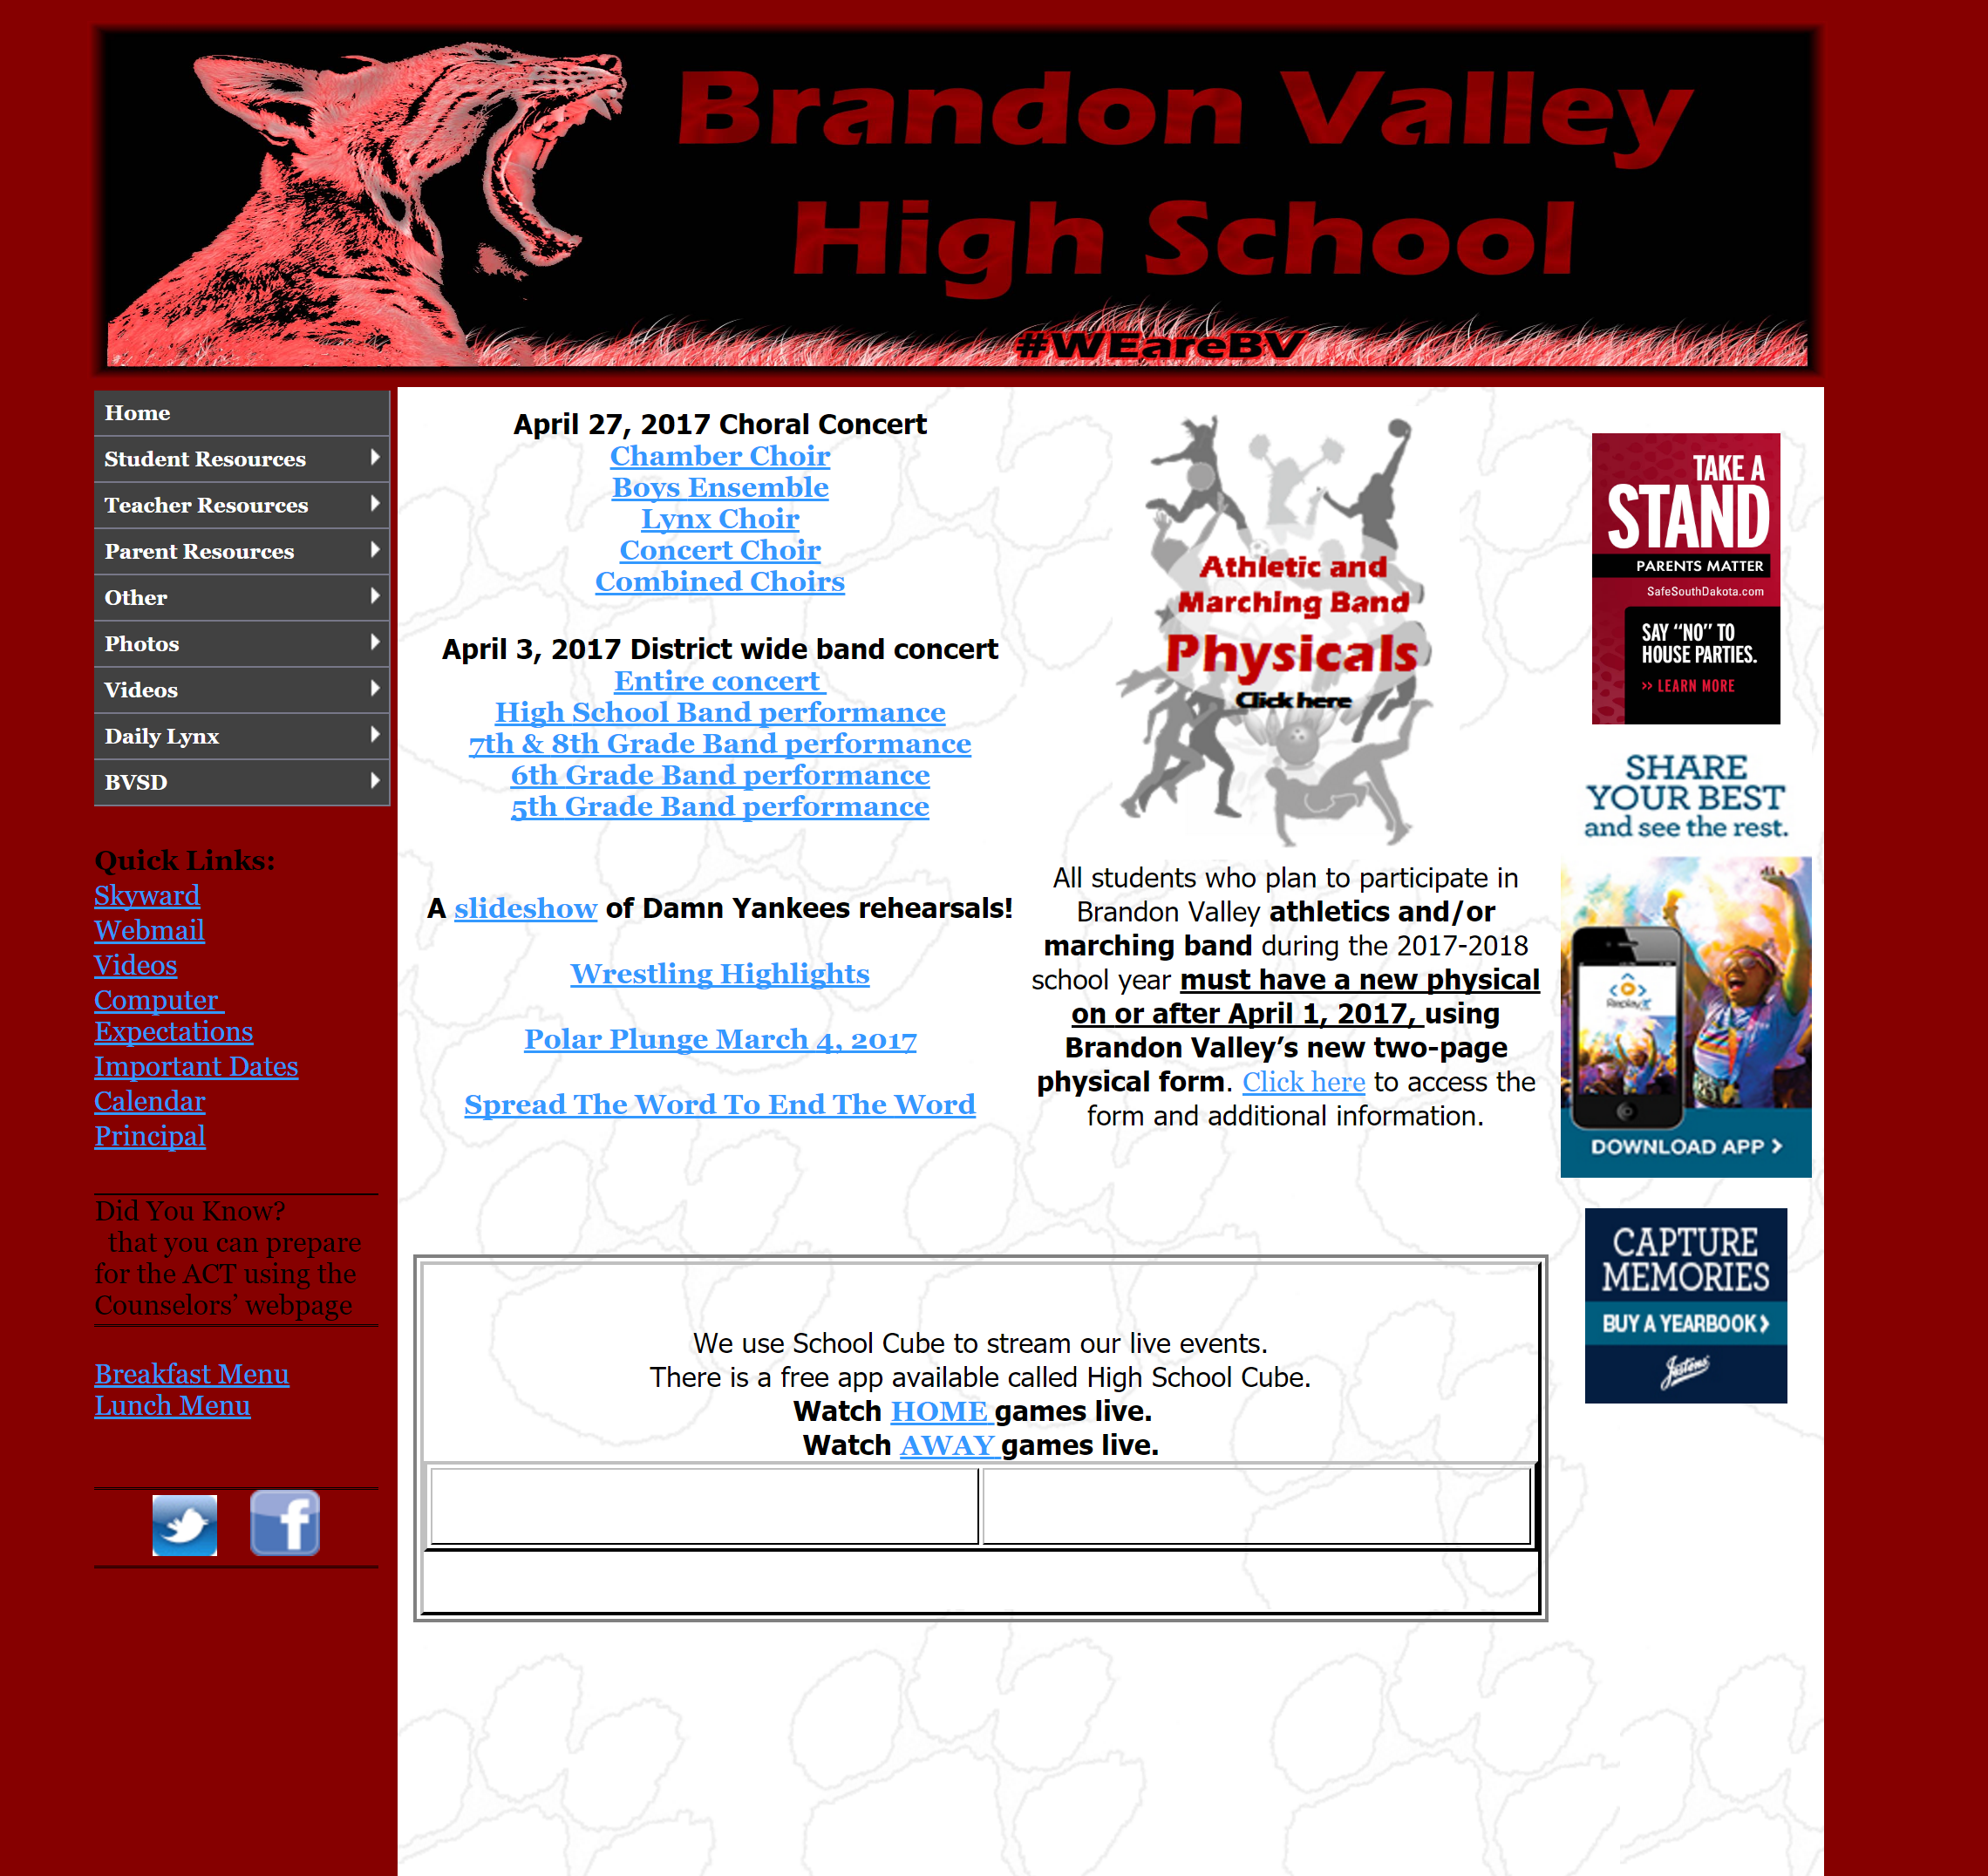 Brandon Valley
High School
#WEareBV
Home
Student Resources
Teacher Resources
Parent Resources
Other
Photos
Videos
Daily Lynx
BVSD
Quick Links:
Skyward
Webmail
Videos
Computer
Expectations
Important Dates
Calendar
Principal
Did You Know?
that you can prepare
for the ACT using the
Counselors` webpage
Breakfast Menu
Lunch Menu
April 27, 2017 Choral Concert
Chamber Choir
Boys Ensemble
Lynx Choir
Concert Choir
Combined Choirs
April 3, 2017 District wide band concert
Entire concert
High School Band performance
7th & 8th Grade Band performance
6th Grade Band performance
5th Grade Band performance
A slideshow of Damn Yankees rehearsals!
Wrestling Highlights
Polar Plunge March 4, 2017
Spread The Word To End The Word
Athletic and
Marching Band
Physicals
Click here
All students who plan to participate in
Brandon Valley athletics and/or
marching band during the 2017-2018
school year must have a new physical
on or after April 1, 2017, using
Brandon Valley’s new two-page
physical form. Click here to access the
form and additional information.
We use School Cube to stream our live events.
There is a free app available called High School Cube.
Watch HOME games live.
Watch AWAY games live.
TAKE A
STAND
PARENTS MATTER
SafeSouthDakota.com
SAY “NO” TO
HOUSE PARTIES.
>> LEARN MORE
SHARE
YOUR BEST
and see the rest.
ReplayIt
DOWNLOAD APP >
CAPTURE
MEMORIES
BUY A YEARBOOK >
Jostens